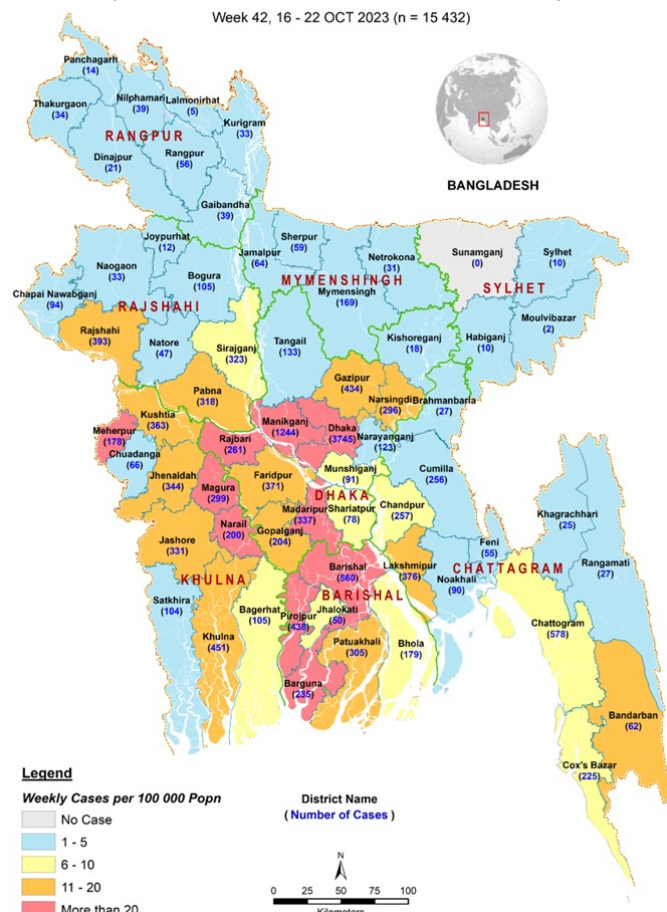 Week 42, 16 - 22 OCT 2023 (n = 15 432)
BANGLADESH
Panchagarh
(14)
Thakurgaon
(34)
Nilphamari
(39)
Lalmonirhat
(5)
Kurigram
(33)
RANGPUR
Dinajpur
(21)
Rangpur
(56)
Gaibandha
(39)
Joypurhat
(12)
Naogaon
(33)
Bogura
(105)
Chapai Nawabganj
(94)
RAJSHAHI
Rajshahi
(393)
Natore
(47)
Sirajganj
(323)
Pabna
(318)
Jamalpur
(64)
Sherpur
(59)
Netrokona
(31)
MYMENSHINGH
Mymensingh
(169)
Tangail
(133)
Kishoreganj
(18)
Sunamganj
(0)
Sylhet
(10)
SYLHET
Moulvibazar
(2)
Habiganj
(10)
Gazipur
(434)
Narsingdi
(296)
Brahmanbaria
(27)
Kushtia
(363)
Meherpur
(178)
Chuadanga
(66)
Rajbari
(261)
Manikganj
(1244)
Dhaka
(3745)
Narayanganj
(123)
Cumilla
(256)
Jhenaidah
(344)
Magura
(299)
Faridpur
(371)
Munshiganj
(91)
DHAKA
Madaripur
(337)
Shariatpur
(78)
Chandpur
(257)
Narail
(200)
Gopalganj
(204)
Jashore
(331)
KHULNA
Satkhira
(104)
Khulna
(451)
Bagerhat
(105)
Barishal
(560)
BARISHAL
Pirojpur
(438)
Jhalokati
(50)
Patuakhali
(305)
Barguna
(235)
Bhola
(179)
Lakshmipur
(376)
Noakhali
(90)
Feni
(55)
CHATTAGRAM
Khagrachhari
(25)
Rangamati
(27)
Chattogram
(578)
Bandarban
(62)
Cox's Bazar
(225)
Legend
Weekly Cases per 100 000 Popn
No Case
1 - 5
6 - 10
11 - 20
More than 20
District Name
( Number of Cases )
N
0 25 50 75 100
Kilometers